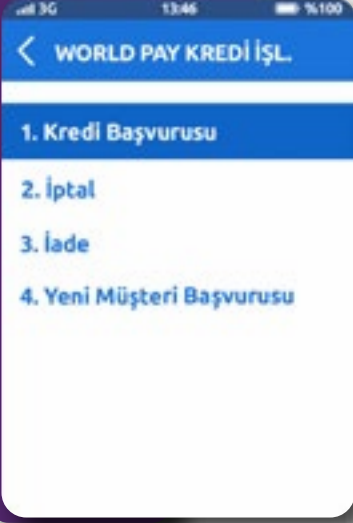 3G 13:46 %100
WORLD PAY KREDİ İŞL.
1. Kredi Başvurusu
2. İptal
3. İade
4. Yeni Müşteri Başvurusu